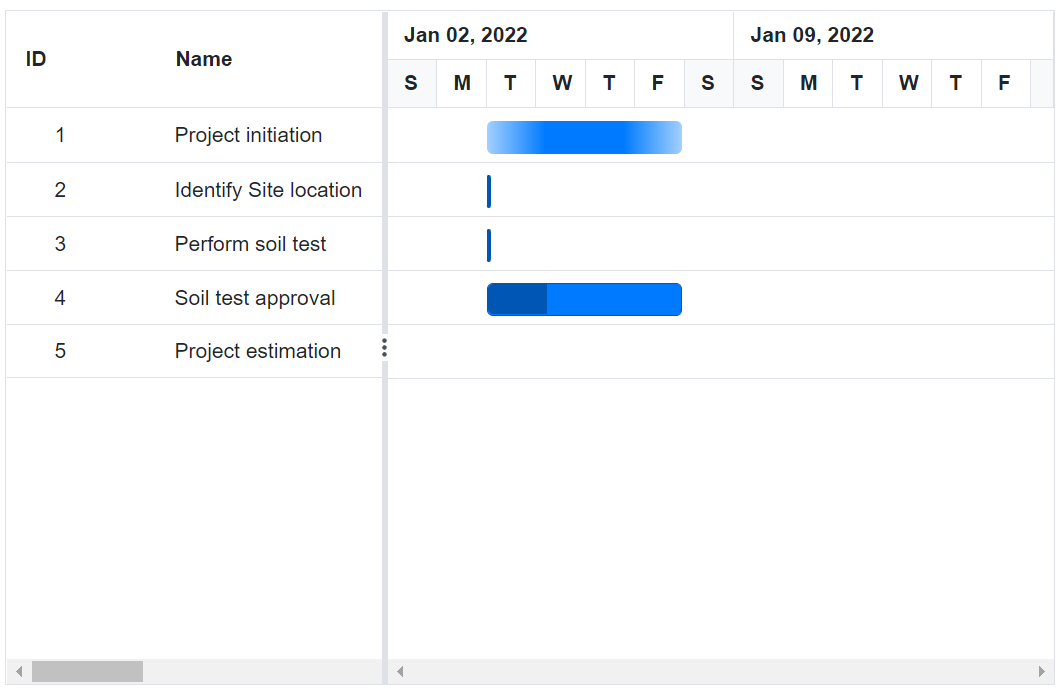 ID Name Jan 02, 2022 Jan 09, 2022
S M T W T F S S M T W T F
1 Project initiation
2 Identify Site location
3 Perform soil test
4 Soil test approval
5 Project estimation